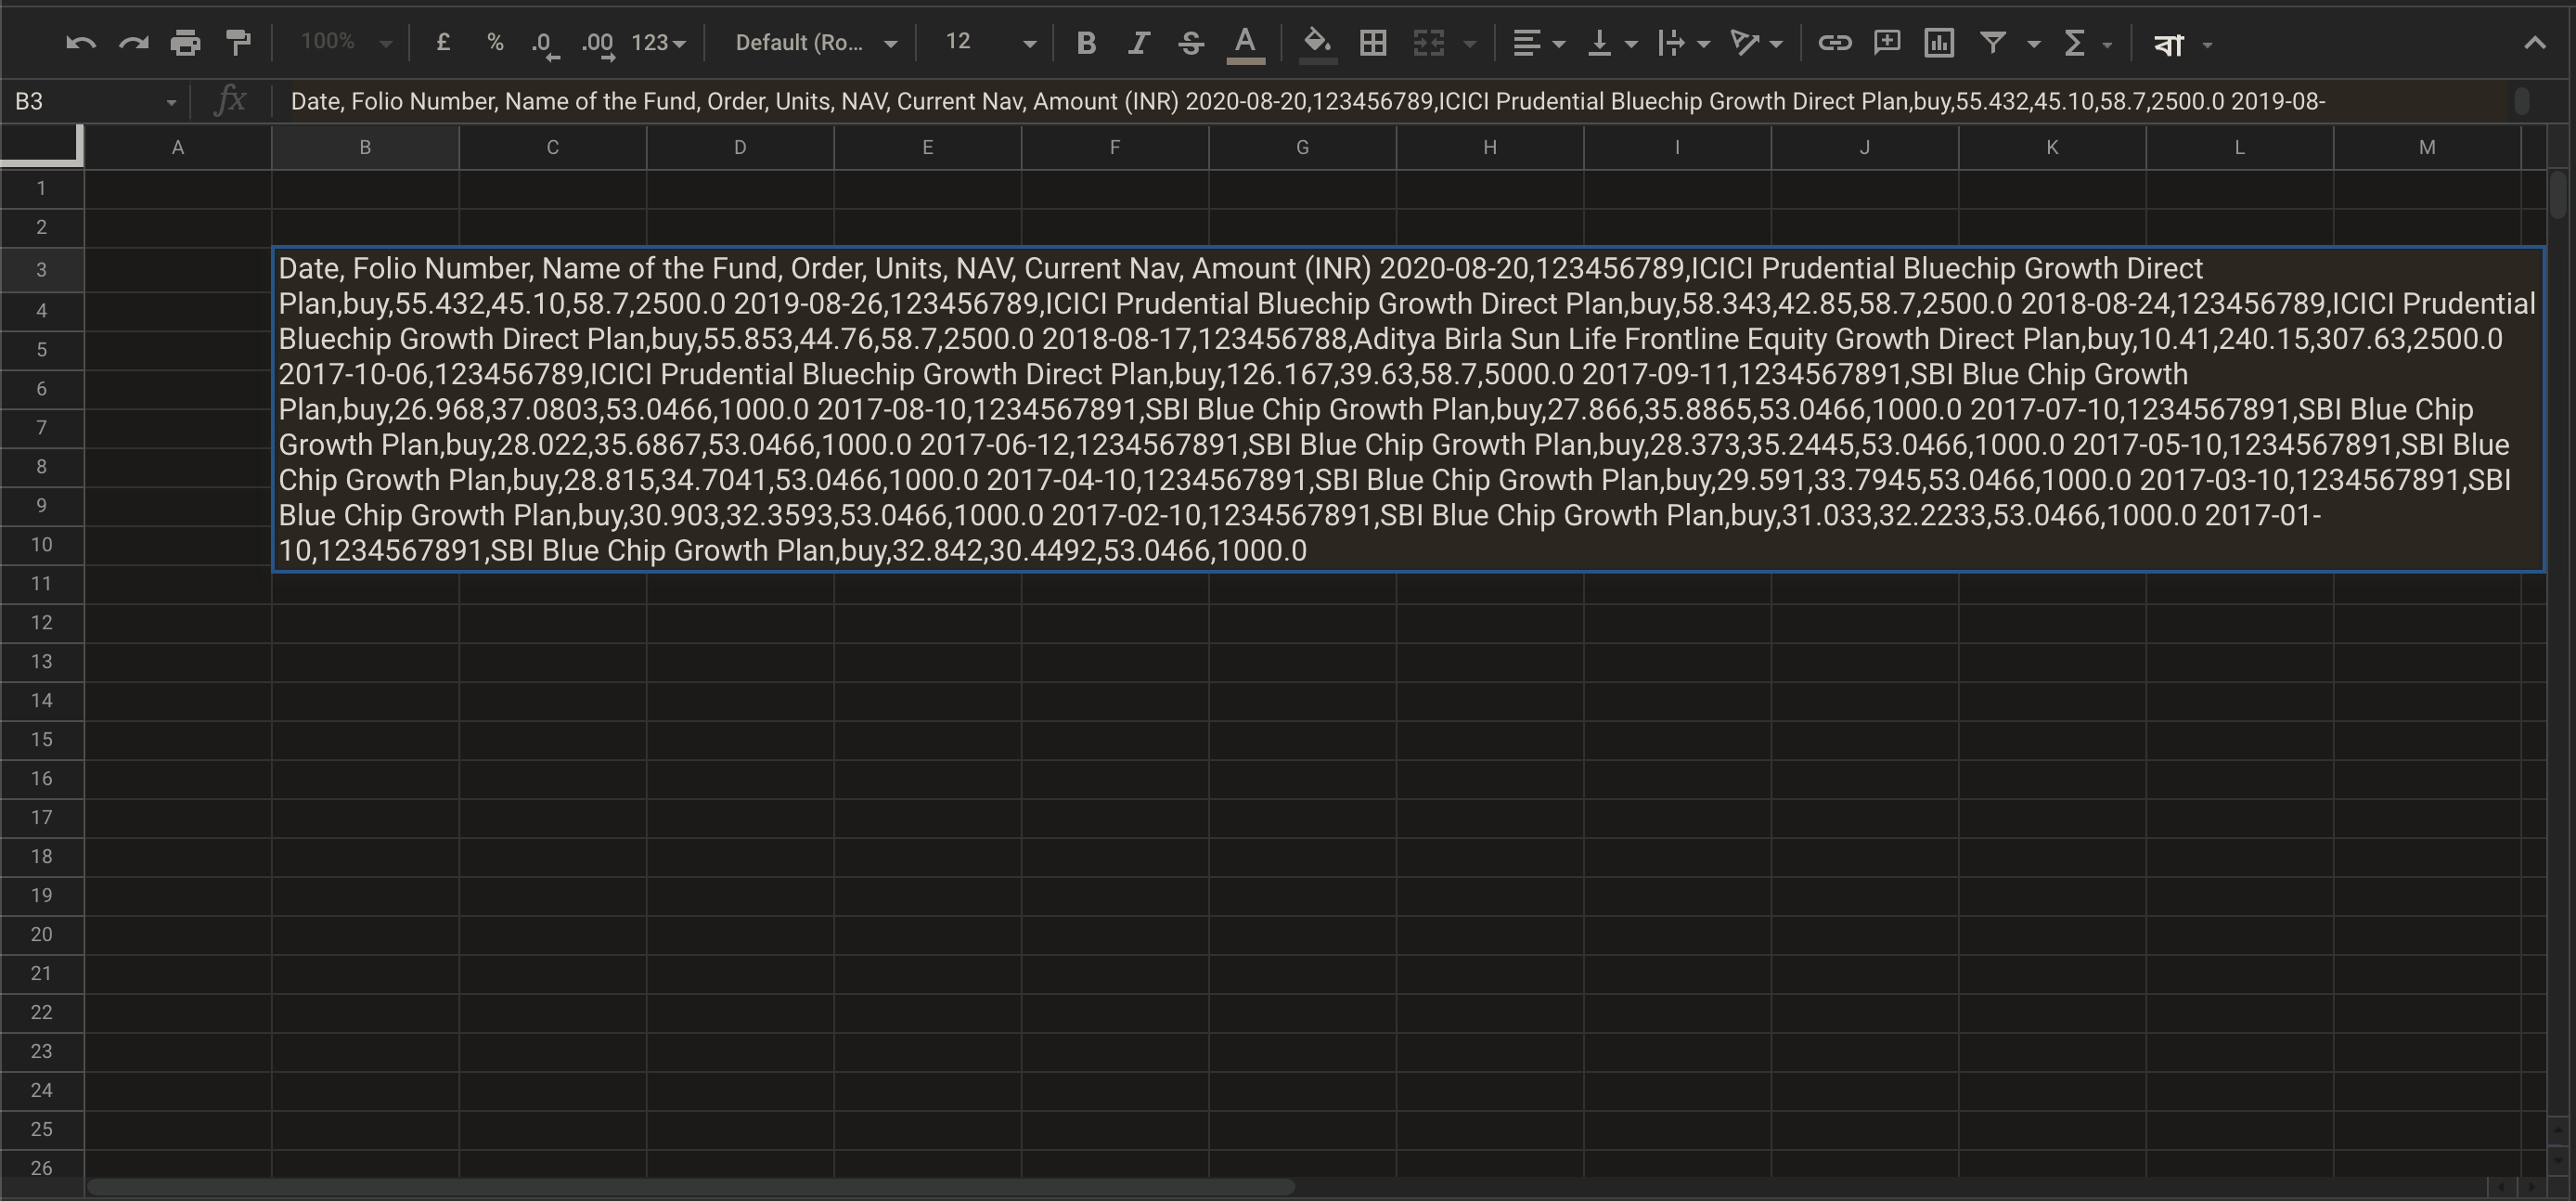 100% £ % .0 .00 123 Default (Ro... 12 B I S A বা
B3 fx Date, Folio Number, Name of the Fund, Order, Units, NAV, Current Nav, Amount (INR) 2020-08-20,123456789,ICICI Prudential Bluechip Growth Direct Plan,buy,55.432,45.10,58.7,2500.0 2019-08-
A B C D E F G H I J K L M
1
2
3
4
5
6
7
8
9
10
Date, Folio Number, Name of the Fund, Order, Units, NAV, Current Nav, Amount (INR) 2020-08-20,123456789,ICICI Prudential Bluechip Growth Direct
Plan,buy,55.432,45.10,58.7,2500.0 2019-08-26,123456789,ICICI Prudential Bluechip Growth Direct Plan,buy,58.343,42.85,58.7,2500.0 2018-08-24,123456789,ICICI Prudential
Bluechip Growth Direct Plan,buy,55.853,44.76,58.7,2500.0 2018-08-17,123456788,Aditya Birla Sun Life Frontline Equity Growth Direct Plan,buy,10.41,240.15,307.63,2500.0
2017-10-06,123456789,ICICI Prudential Bluechip Growth Direct Plan,buy,126.167,39.63,58.7,5000.0 2017-09-11,1234567891,SBI Blue Chip Growth
Plan,buy,26.968,37.0803,53.0466,1000.0 2017-08-10,1234567891,SBI Blue Chip Growth Plan,buy,27.866,35.8865,53.0466,1000.0 2017-07-10,1234567891,SBI Blue Chip
Growth Plan,buy,28.022,35.6867,53.0466,1000.0 2017-06-12,1234567891,SBI Blue Chip Growth Plan,buy,28.373,35.2445,53.0466,1000.0 2017-05-10,1234567891,SBI Blue
Chip Growth Plan,buy,28.815,34.7041,53.0466,1000.0 2017-04-10,1234567891,SBI Blue Chip Growth Plan,buy,29.591,33.7945,53.0466,1000.0 2017-03-10,1234567891,SBI
Blue Chip Growth Plan,buy,30.903,32.3593,53.0466,1000.0 2017-02-10,1234567891,SBI Blue Chip Growth Plan,buy,31.033,32.2233,53.0466,1000.0 2017-01-
10,1234567891,SBI Blue Chip Growth Plan,buy,32.842,30.4492,53.0466,1000.0
11
12
13
14
15
16
17
18
19
20
21
22
23
24
25
26